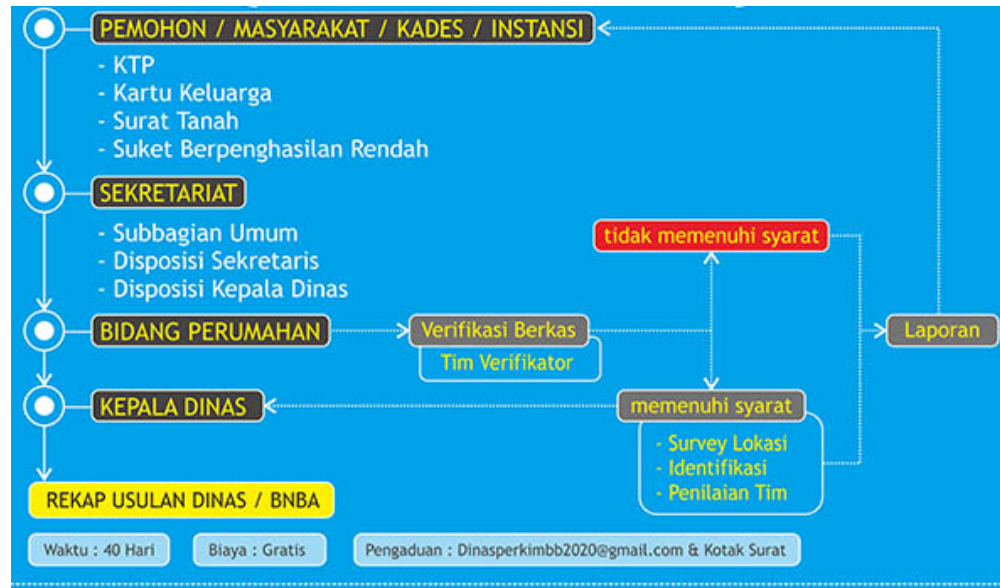 PEMOHON / MASYARAKAT / KADES / INSTANSI
- KTP
- Kartu Keluarga
- Surat Tanah
- Suket Berpenghasilan Rendah
SEKRETARIAT
- Subbagian Umum
- Disposisi Sekretaris
- Disposisi Kepala Dinas
tidak memenuhi syarat
BIDANG PERUMAHAN
Verifikasi Berkas
Tim Verifikator
Laporan
KEPALA DINAS
memenuhi syarat
- Survey Lokasi
- Identifikasi
- Penilaian Tim
REKAP USULAN DINAS / BNBA
Waktu : 40 Hari
Biaya : Gratis
Pengaduan : Dinasperkimbb2020@gmail.com & Kotak Surat